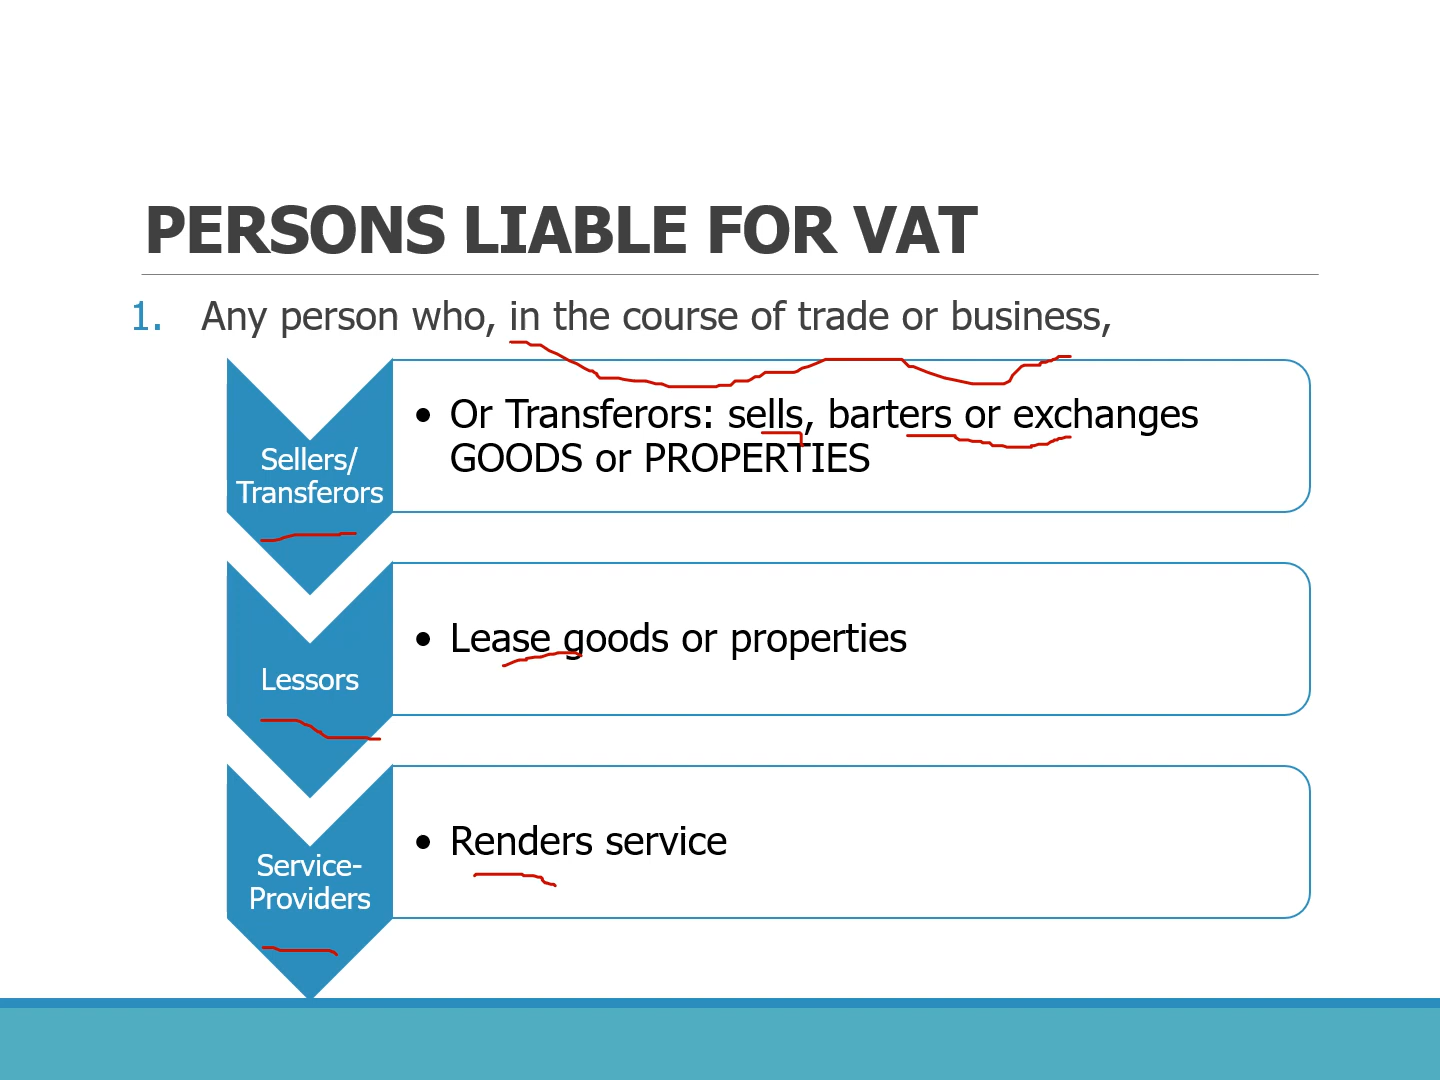 PERSONS LIABLE FOR VAT
1. Any person who, in the course of trade or business,
Sellers/
Transferors
• Or Transferors: sells, barters or exchanges
GOODS or PROPERTIES
Lessors
• Lease goods or properties
Service-
Providers
• Renders service